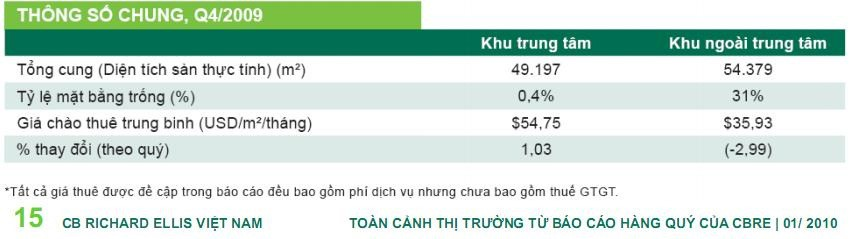 THÔNG SỐ CHUNG, Q4/2009
Khu trung tâm Khu ngoài trung tâm
Tổng cung (Diện tích sàn thực tính) (m²) 49.197 54.379
Tỷ lệ mặt bằng trống (%) 0,4% 31%
Giá chào thuê trung bình (USD/m²/tháng) $54,75 $35,93
% thay đổi (theo quý) 1,03 (-2,99)
*Tất cả giá thuê được đề cập trong báo cáo đều bao gồm phí dịch vụ nhưng chưa bao gồm thuế GTGT.
15 CB RICHARD ELLIS VIỆT NAM TOÀN CẢNH THỊ TRƯỜNG TỪ BÁO CÁO HÀNG QUÝ CỦA CBRE | 01/ 2010